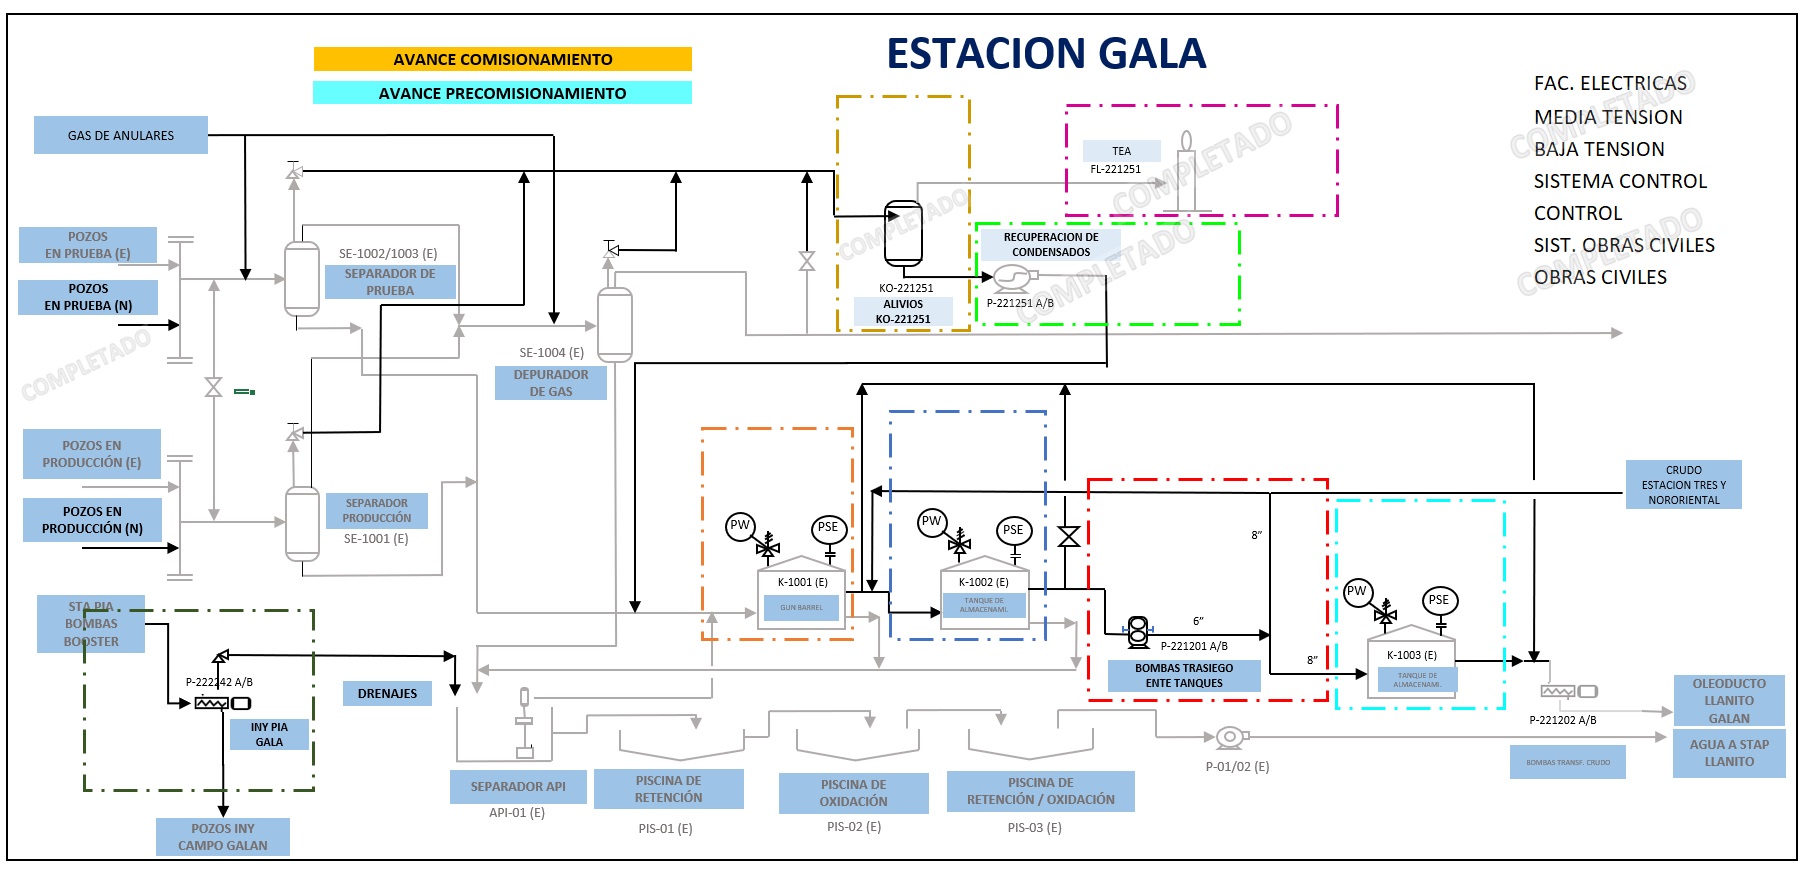 ESTACION GALA
AVANCE COMISIONAMIENTO
AVANCE PRECOMISIONAMIENTO
FAC. ELECTRICAS
MEDIA TENSION
BAJA TENSION
SISTEMA CONTROL
CONTROL
SIST. OBRAS CIVILES
OBRAS CIVILES
COMPLETADO
COMPLETADO
GAS DE ANULARES
TEA
FL-221251
COMPLETADO
POZOS
EN PRUEBA (E)
POZOS
EN PRUEBA (N)
SE-1002/1003 (E)
SEPARADOR DE
PRUEBA
COMPLETADO
KO-221251
ALIVIOS
KO-221251
RECUPERACION DE
CONDENSADOS
P-221251 A/B
COMPLETADO
COMPLETADO
SE-1004 (E)
DEPURADOR
DE GAS
POZOS EN
PRODUCCIÓN (E)
POZOS EN
PRODUCCIÓN (N)
SEPARADOR
PRODUCCIÓN
SE-1001 (E)
CRUDO
ESTACION TRES Y
NORORIENTAL
PW
PSE
K-1001 (E)
GUN BARREL
PW
PSE
K-1002 (E)
TANQUE DE
ALMACENAMI.
8”
6”
P-221201 A/B
8”
BOMBAS TRASIEGO
ENTE TANQUES
PW
PSE
K-1003 (E)
TANQUE DE
ALMACENAMI.
STA PIA
BOMBAS
BOOSTER
P-222242 A/B
INY PIA
GALA
DRENAJES
P-221202 A/B
OLEODUCTO
LLANITO
GALAN
BOMBAS TRANSF. CRUDO
AGUA A STAP
LLANITO
SEPARADOR API
API-01 (E)
PISCINA DE
RETENCIÓN
PIS-01 (E)
PISCINA DE
OXIDACIÓN
PIS-02 (E)
PISCINA DE
RETENCIÓN / OXIDACIÓN
PIS-03 (E)
P-01/02 (E)
POZOS INY
CAMPO GALAN